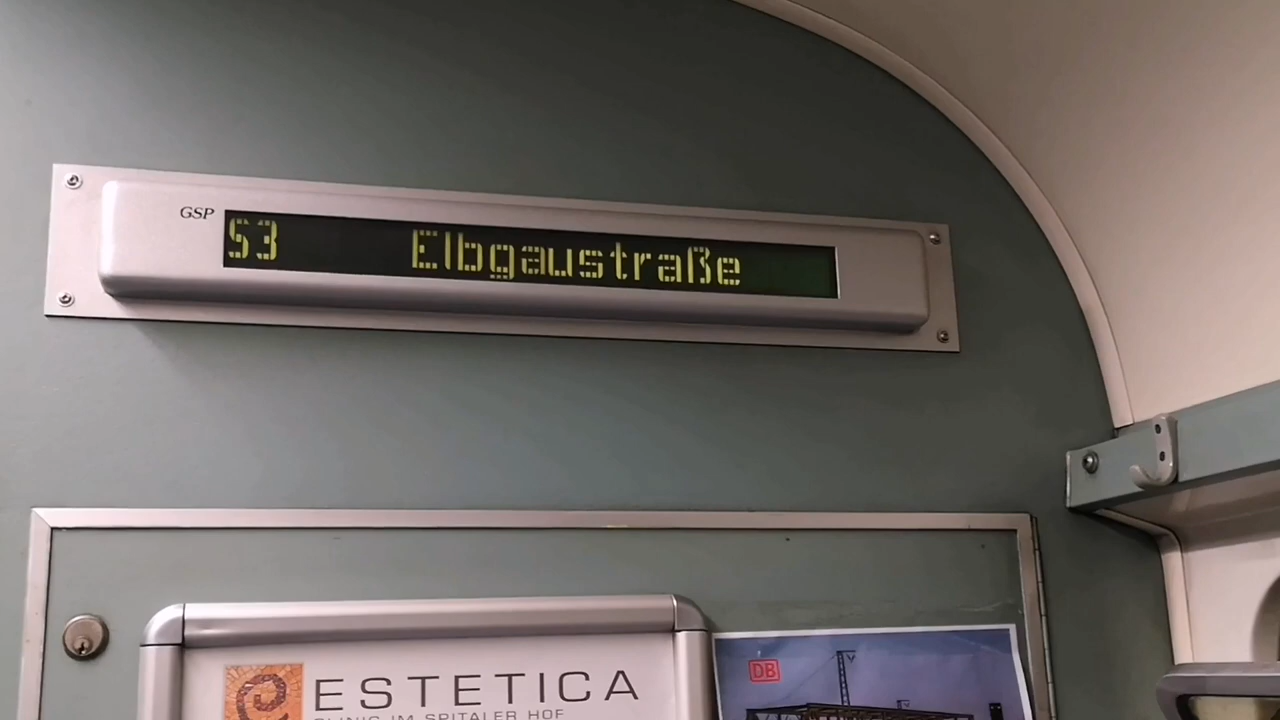 GSP
S3 Elbgaustraße
ESTETICA
CLINIC IM SPITALER HOF
DB